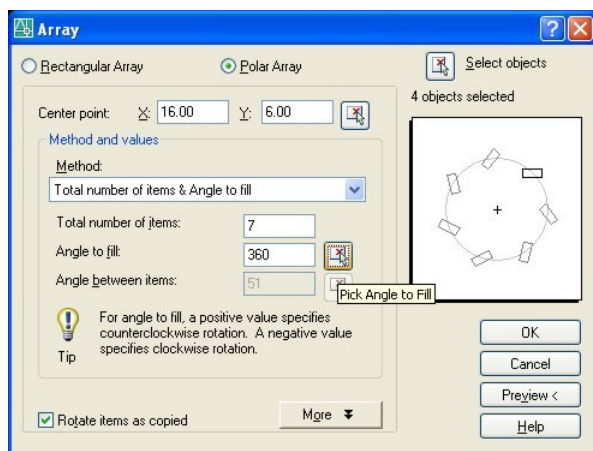 Array
Rectangular Array
Polar Array
Select objects
4 objects selected
Center point: X: 16.00 Y: 6.00
Method and values
Method:
Total number of items & Angle to fill
Total number of items: 7
Angle to fill: 360
Angle between items: 51
Pick Angle to Fill
For angle to fill, a positive value specifies
counterclockwise rotation. A negative value
specifies clockwise rotation.
Tip
Rotate items as copied
More
OK
Cancel
Preview <
Help